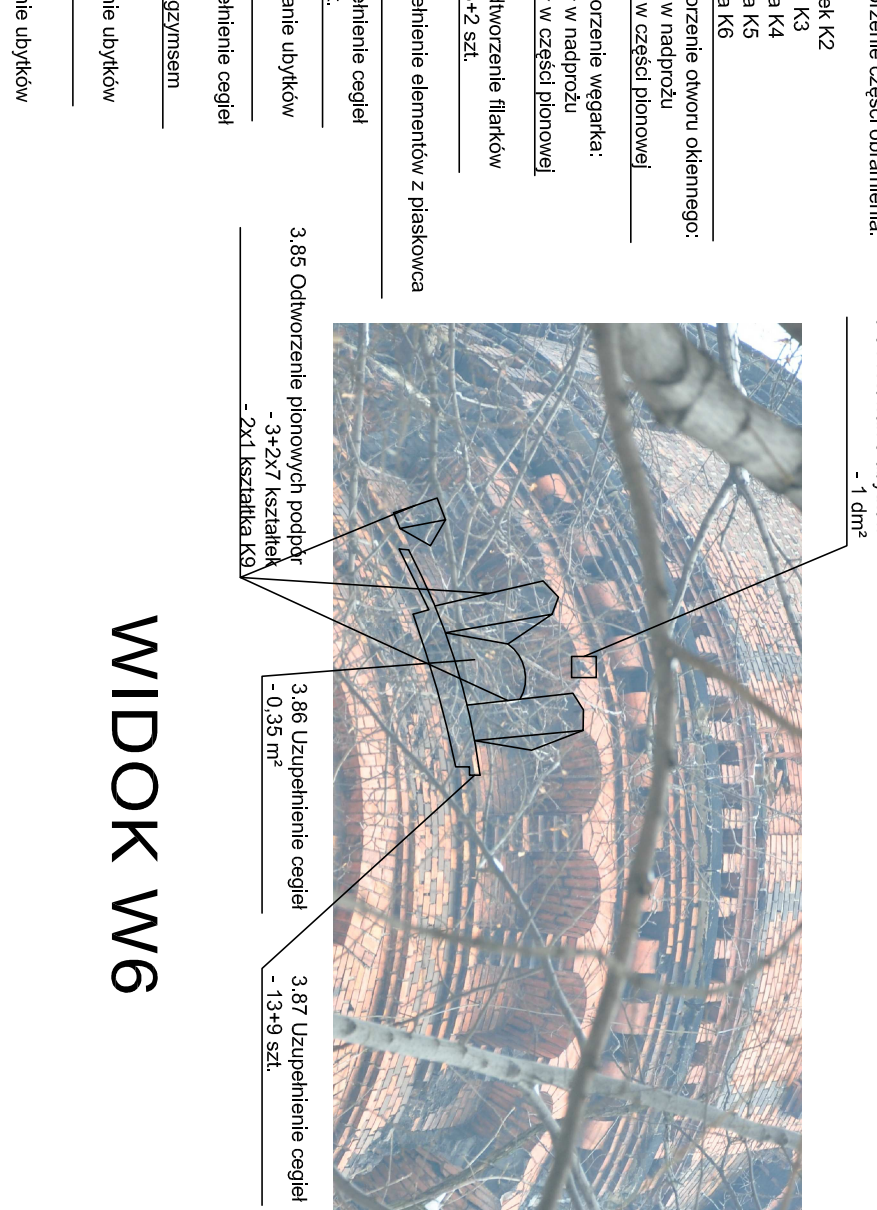 ek K2
K3
a K4
a K5
a K6
orzenie otworu okiennego:
w nadprożu
w części pionowej
orzenie węgarka:
w nadprożu
w części pionowej
dtworzenie filarków
+2 szt.
ełnienie elementów z piaskowca
ełnienie cegieł
anie ubytków
ełnienie cegieł
gzymsem
nie ubytków
nie ubytków
- 1 dm²
3.85 Odtworzenie pionowych podpór
- 3+2x7 kształtek
- 2x1 kształtka K9
3.86 Uzupełnienie cegieł
- 0,35 m²
3.87 Uzupełnienie cegieł
- 13+9 szt.
WIDOK W6